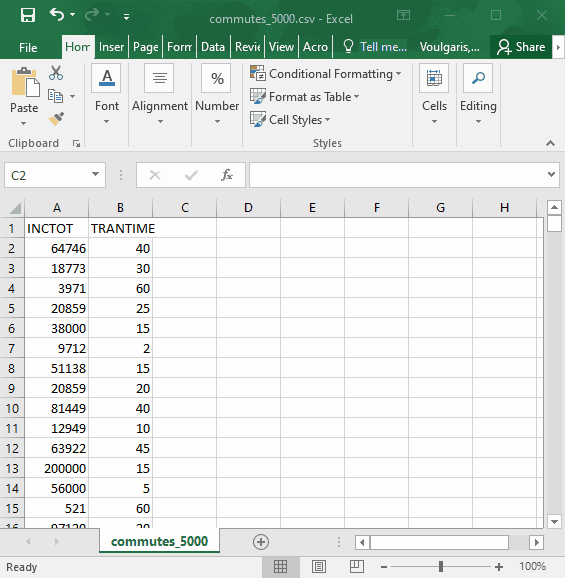 commutes_5000.csv - Excel
File Hom Inser Page Forn Data Revie View Acro Tell me... Voulgaris,... Share
Paste
Clipboard
Font
Alignment
%
Number
Conditional Formatting
Format as Table
Cell Styles
Styles
Cells
Editing
C2 fx
A B C D E F G H
1 INCTOT TRANTIME
2 64746 40
3 18773 30
4 3971 60
5 20859 25
6 38000 15
7 9712 2
8 51138 15
9 20859 20
10 81449 40
11 12949 10
12 63922 45
13 200000 15
14 56000 5
15 521 60
16 97120 20
commutes_5000
Ready 100%